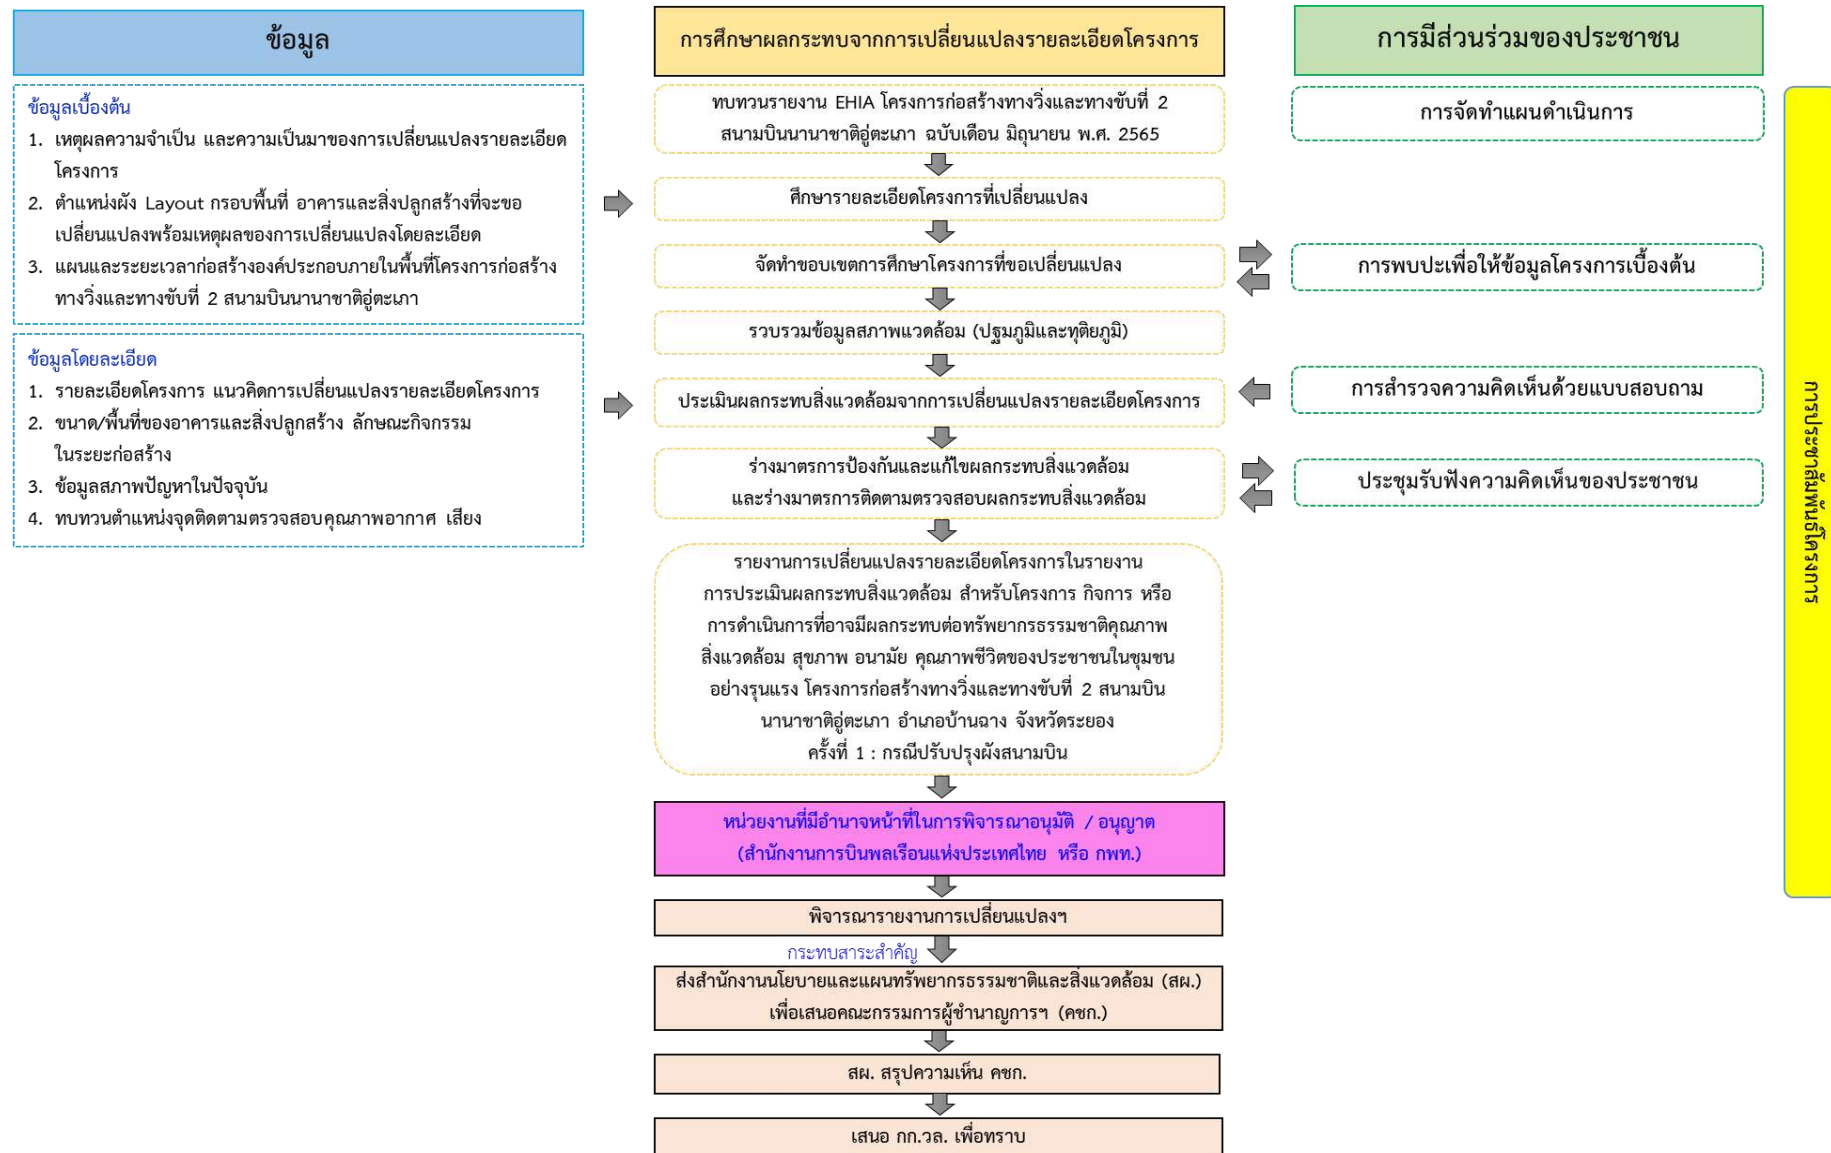 ข้อมูล
ข้อมูลเบื้องต้น
1. เหตุผลความจำเป็น และความเป็นมาของการเปลี่ยนแปลงรายละเอียด
โครงการ
2. ตำแหน่งผัง Layout กรอบพื้นที่ อาคารและสิ่งปลูกสร้างที่จะขอ
เปลี่ยนแปลงพร้อมเหตุผลของการเปลี่ยนแปลงโดยละเอียด
3. แผนและระยะเวลาก่อสร้างองค์ประกอบภายในพื้นที่โครงการก่อสร้าง
ทางวิ่งและทางขับที่ 2 สนามบินนานาชาติอู่ตะเภา
ข้อมูลโดยละเอียด
1. รายละเอียดโครงการ แนวคิดการเปลี่ยนแปลงรายละเอียดโครงการ
2. ขนาด/พื้นที่ของอาคารและสิ่งปลูกสร้าง ลักษณะกิจกรรม
ในระยะก่อสร้าง
3. ข้อมูลสภาพปัญหาในปัจจุบัน
4. ทบทวนตำแหน่งจุดติดตามตรวจสอบคุณภาพอากาศ เสียง
การศึกษาผลกระทบจากการเปลี่ยนแปลงรายละเอียดโครงการ
ทบทวนรายงาน EHIA โครงการก่อสร้างทางวิ่งและทางขับที่ 2
สนามบินนานาชาติอู่ตะเภา ฉบับเดือน มิถุนายน พ.ศ. 2565
ศึกษารายละเอียดโครงการที่เปลี่ยนแปลง
จัดทำขอบเขตการศึกษาโครงการที่ขอเปลี่ยนแปลง
รวบรวมข้อมูลสภาพแวดล้อม (ปฐมภูมิและทุติยภูมิ)
ประเมินผลกระทบสิ่งแวดล้อมจากการเปลี่ยนแปลงรายละเอียดโครงการ
ร่างมาตรการป้องกันและแก้ไขผลกระทบสิ่งแวดล้อม
และร่างมาตรการติดตามตรวจสอบผลกระทบสิ่งแวดล้อม
รายงานการเปลี่ยนแปลงรายละเอียดโครงการในรายงาน
การประเมินผลกระทบสิ่งแวดล้อม สำหรับโครงการ กิจการ หรือ
การดำเนินการที่อาจมีผลกระทบต่อทรัพยากรธรรมชาติคุณภาพ
สิ่งแวดล้อม สุขภาพ อนามัย คุณภาพชีวิตของประชาชนในชุมชน
อย่างรุนแรง โครงการก่อสร้างทางวิ่งและทางขับที่ 2 สนามบิน
นานาชาติอู่ตะเภา อำเภอบ้านฉาง จังหวัดระยอง
ครั้งที่ 1 : กรณีปรับปรุงผังสนามบิน
หน่วยงานที่มีอำนาจหน้าที่ในการพิจารณาอนุมัติ / อนุญาต
(สำนักงานการบินพลเรือนแห่งประเทศไทย หรือ กพท.)
พิจารณารายงานการเปลี่ยนแปลงฯ
กระทบสาระสำคัญ
ส่งสำนักงานนโยบายและแผนทรัพยากรธรรมชาติและสิ่งแวดล้อม (สผ.)
เพื่อเสนอคณะกรรมการผู้ชำนาญการฯ (คชก.)
สผ. สรุปความเห็น คชก.
เสนอ กก.วล. เพื่อทราบ
การมีส่วนร่วมของประชาชน
การจัดทำแผนดำเนินการ
การพบปะเพื่อให้ข้อมูลโครงการเบื้องต้น
การสำรวจความคิดเห็นด้วยแบบสอบถาม
ประชุมรับฟังความคิดเห็นของประชาชน
การประชาสัมพันธ์โครงการ